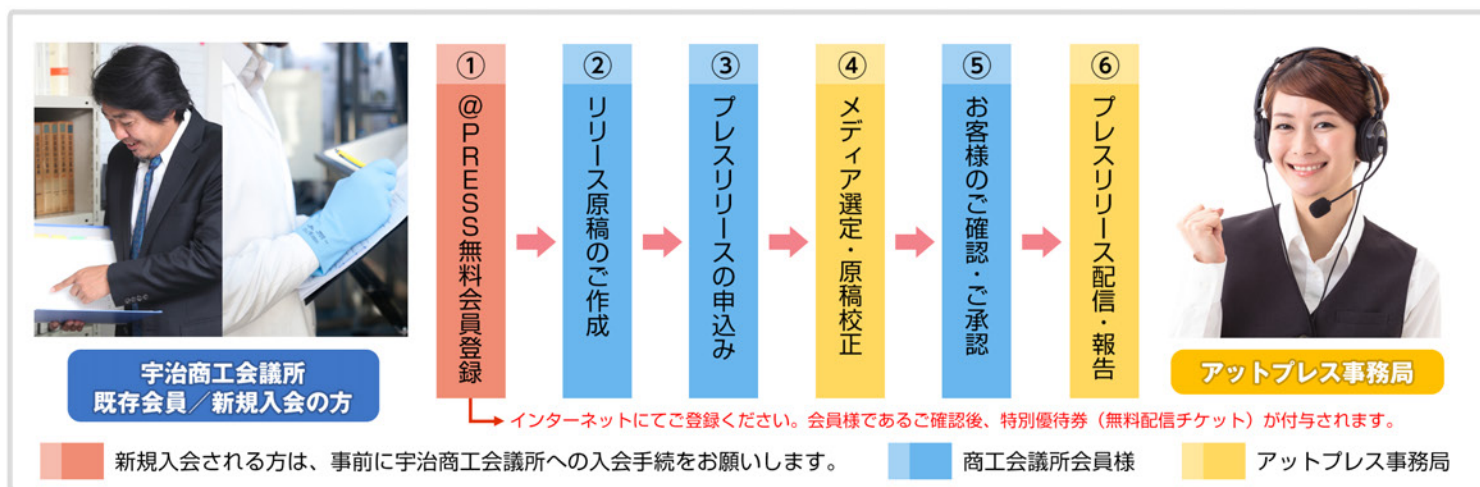 宇治商工会議所
既存会員／新規入会の方
①
@PRESS無料会員登録
②
リリース原稿のご作成
③
プレスリリースの申込み
④
メディア選定・原稿校正
⑤
お客様のご確認・ご承認
⑥
プレスリリース配信・報告
アットプレス事務局
インターネットにてご登録ください。会員様であるご確認後、特別優待券（無料配信チケット）が付与されます。
新規入会される方は、事前に宇治商工会議所への入会手続をお願いします。
商工会議所会員様
アットプレス事務局